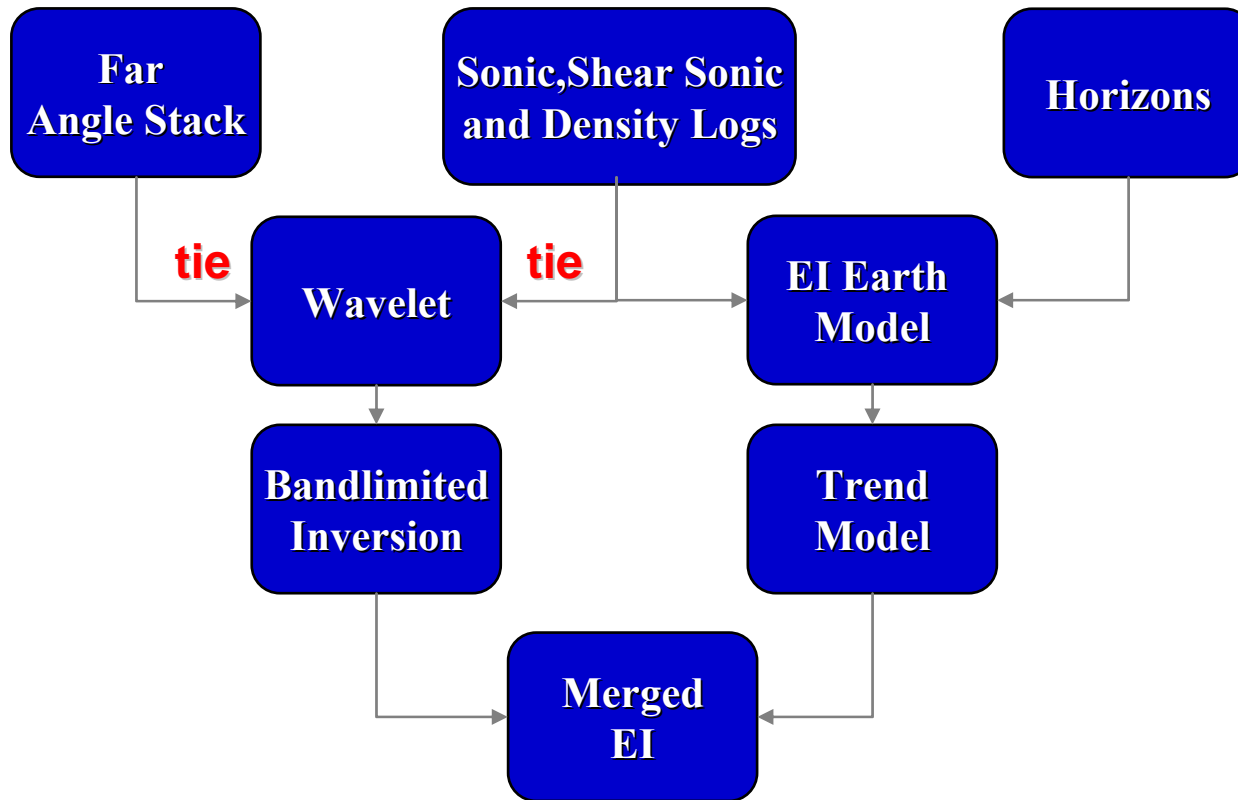 Far
Angle Stack
Sonic,Shear Sonic
and Density Logs
Horizons
tie
tie
Wavelet
EI Earth
Model
Bandlimited
Inversion
Trend
Model
Merged
EI